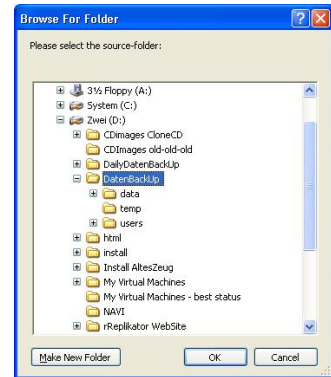 Browse For Folder
Please select the source-folder:
3½ Floppy (A:)
System (C:)
Zwei (D:)
CDimages CloneCD
CDImages old-old-old
DailyDatenBackUp
DatenBackUp
data
temp
users
html
install
Install AltesZeug
My Virtual Machines
My Virtual Machines - best status
NAVI
rReplikator WebSite
Make New Folder
OK
Cancel